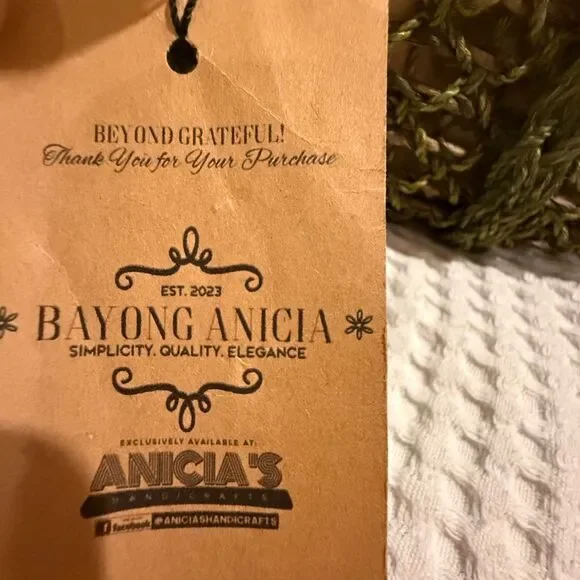 BEYOND GRATEFUL!
Thank You for Your Purchase
EST. 2023
BAYONG ANICIA
SIMPLICITY. QUALITY. ELEGANCE
EXCLUSIVELY AVAILABLE AT:
ANICIA'S
HANDICRAFTS
f facebook @ANICIASHANDICRAFTS